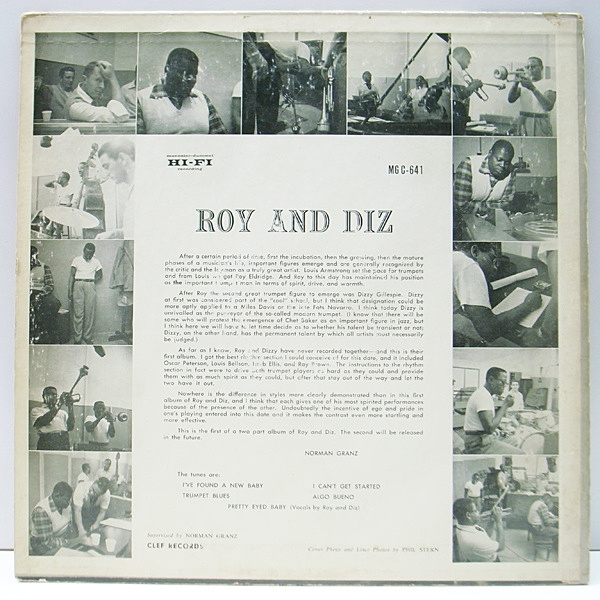 HI-FI
recording
MG C-641
ROY AND DIZ
After a certain period of time, first the incubation, then the growing, then the mature
phases of a musician's life, important figures emerge and are generally recognized by
the critic and the layman as a truly great artist. Louis Armstrong set the pace for trumpets
and from Louis we got Roy Eldridge. And Roy to this day has maintained his position
as the important trumpet man in terms of spirit, drive, and warmth.
After Roy the second great trumpet figure to emerge was Dizzy Gillespie. Dizzy
at first was considered part of the "cool" school, but I think that designation could be
more aptly applied to a Miles Davis or the late Fats Navarro. I think today Dizzy is
unrivalled as the purveyor of the so-called modern trumpet. (I know that there will be
some who will protest the emergence of Chet Baker as an important figure in jazz, but
I think here we will have to let time decide as to whether his talent be transient or not;
Dizzy, on the other hand, has the permanent talent by which all artists must necessarily
be judged.)
As far as I know, Roy and Dizzy have never recorded together—and this is their
first album. I got the best rhythm section I could conceive of for this date, and it included
Oscar Peterson, Louis Bellson, Herb Ellis, and Ray Brown. The instructions to the rhythm
section in fact were to drive both trumpet players as hard as they could and provide
them with as much spirit as they could, but after that stay out of the way and let the
two have it out.
Nowhere is the difference in styles more clearly demonstrated than in this first
album of Roy and Diz, and I think that each gives one of his most spirited performances
because of the presence of the other. Undoubtedly the incentive of ego and pride in
one's playing entered into this date and it makes the contrast even more startling and
more effective.
This is the first of a two part album of Roy and Diz. The second will be released
in the future.
NORMAN GRANZ
The tunes are:
I'VE FOUND A NEW BABY I CAN'T GET STARTED
TRUMPET BLUES ALGO BUENO
PRETTY EYED BABY (Vocals by Roy and Diz)
Supervised by NORMAN GRANZ
CLEF RECORDS Cover Photo and Liner Photos by PHIL STERN